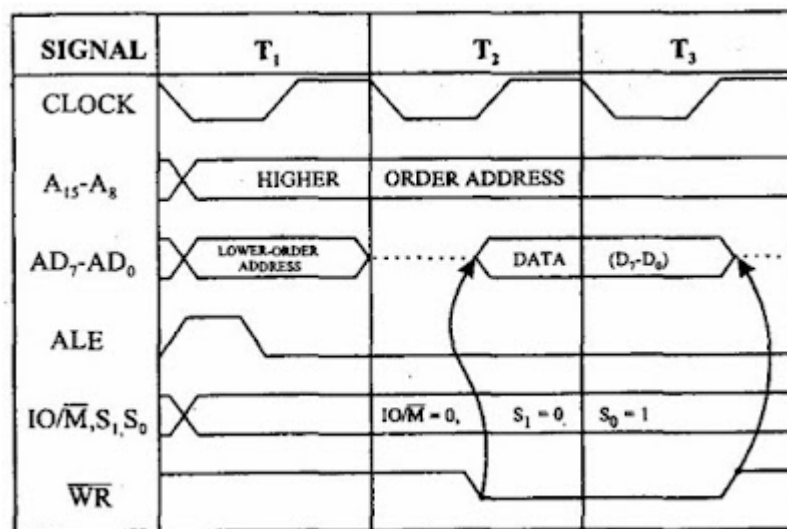 SIGNAL T₁ T₂ T₃
CLOCK
A₁₅-A₈ HIGHER ORDER ADDRESS
AD₇-AD₀ LOWER-ORDER ADDRESS DATA (D₇-D₀)
ALE
IO/M̅,S₁,S₀ IO/M̅ = 0, S₁ = 0, S₀ = 1
W̅R̅